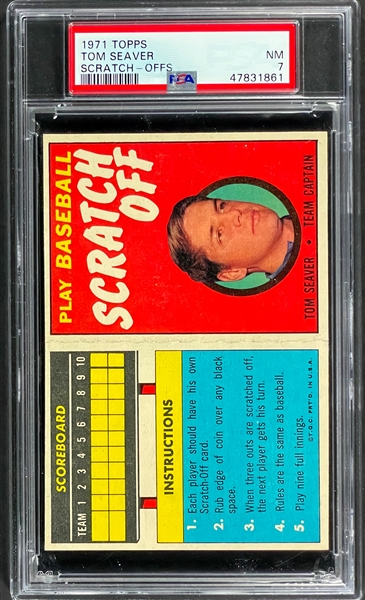 1971 TOPPS
TOM SEAVER
SCRATCH-OFFS
NM
7
PSA
47831861
PLAY BASEBALL
SCRATCH
OFF
TOM SEAVER • TEAM CAPTAIN
SCOREBOARD
TEAM 1 2 3 4 5 6 7 8 9 10
INSTRUCTIONS
1. Each player should have his own
Scratch-Off card.
2. Rub edge of coin over any black
space.
3. When three outs are scratched off,
the next player gets his turn.
4. Rules are the same as baseball.
5. Play nine full innings.
©T.C.G. PRT'D. IN U.S.A.